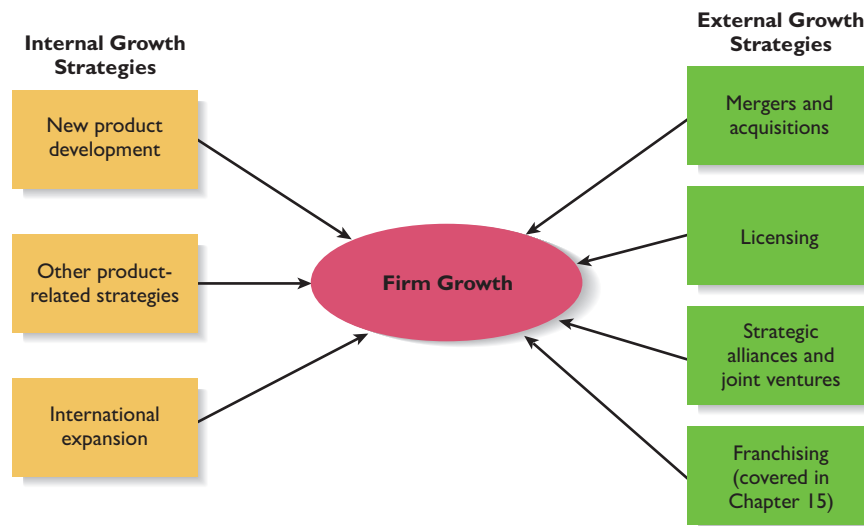 Internal Growth
Strategies
New product
development
Other product-
related strategies
International
expansion
Firm Growth
External Growth
Strategies
Mergers and
acquisitions
Licensing
Strategic
alliances and
joint ventures
Franchising
(covered in
Chapter 15)